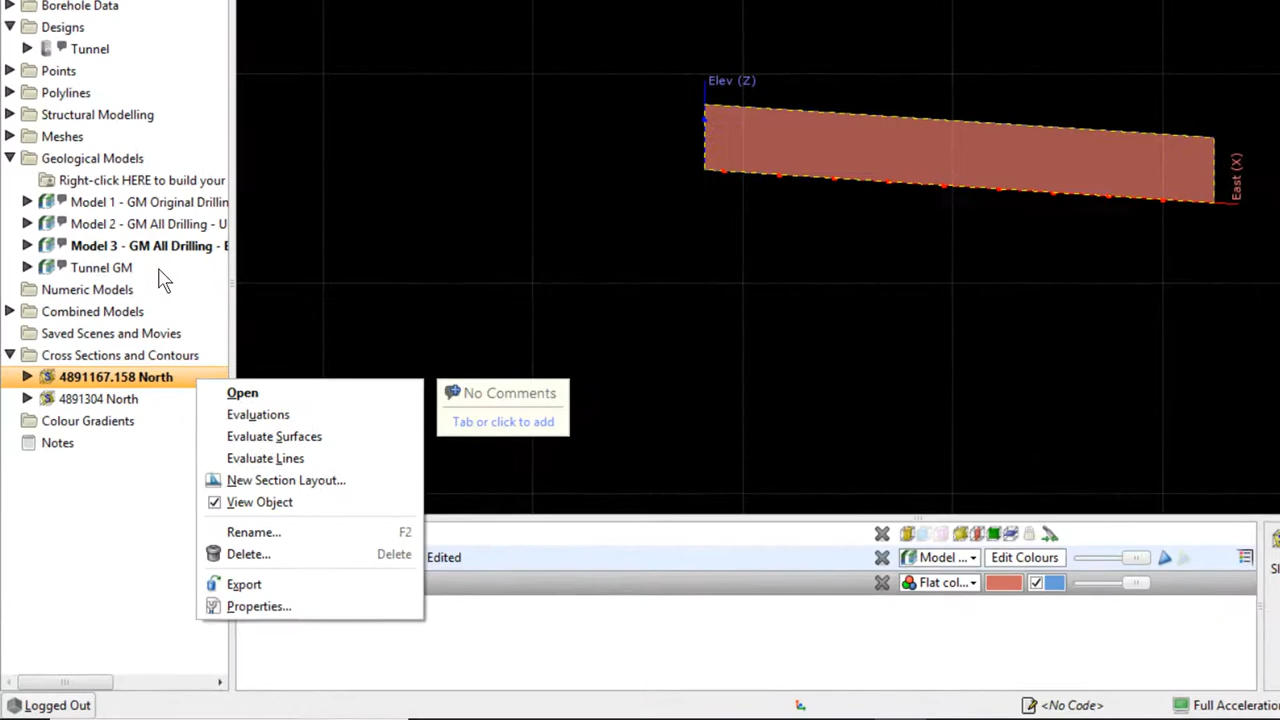 Borehole Data
Designs
Tunnel
Points
Polylines
Structural Modelling
Meshes
Geological Models
Right-click HERE to build your
Model 1 - GM Original Drillin
Model 2 - GM All Drilling - U
Model 3 - GM All Drilling -
Tunnel GM
Numeric Models
Combined Models
Saved Scenes and Movies
Cross Sections and Contours
4891167.158 North
4891304 North
Colour Gradients
Notes
Logged Out
Open
Evaluations
Evaluate Surfaces
Evaluate Lines
New Section Layout...
View Object
Rename... F2
Delete... Delete
Export
Properties...
No Comments
Tab or click to add
Elev (Z)
East (X)
Edited
Model ...
Edit Colours
Flat col...
<No Code>
Full Acceleratio